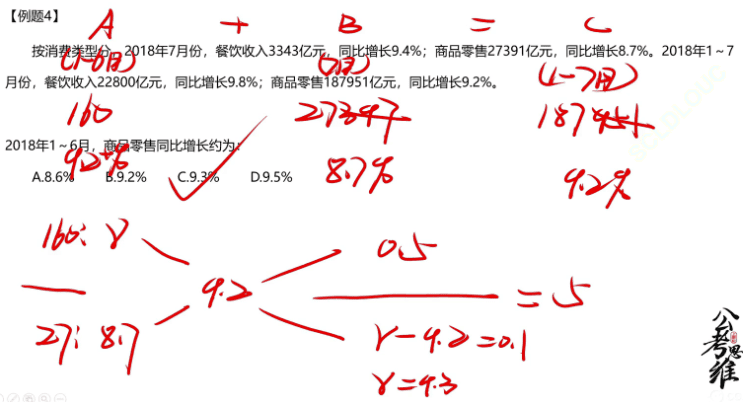 【例题4】
A + B = C
按消费类型分，2018年7月份，餐饮收入3343亿元，同比增长9.4%；商品零售27391亿元，同比增长8.7%。2018年1～7
(1-6月) (7月) (1-7月)
月份，餐饮收入22800亿元，同比增长9.8%；商品零售187951亿元，同比增长9.2%。
160 27347 187951
2018年1～6月，商品零售同比增长约为：
9.2+% 8.7% 9.2%
A.8.6% B.9.2% C.9.3% D.9.5%
160: r 0.5
9.2 = 5
27: 8.7 r-9.2=0.1
r=9.3
公考思维